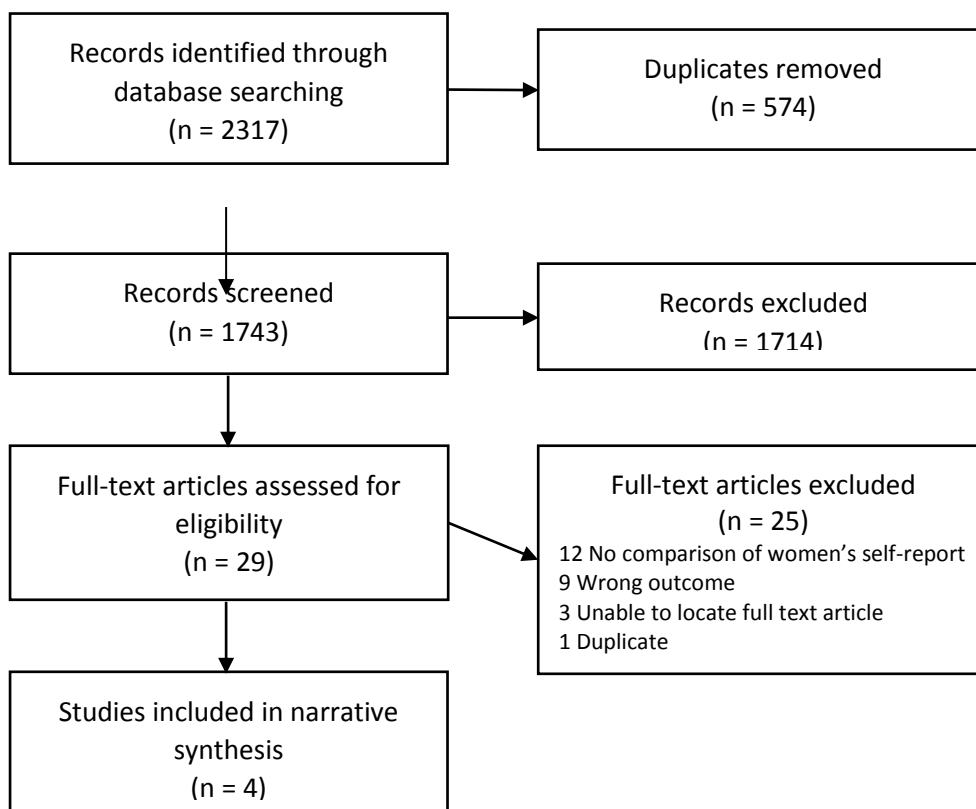 Records identified through
database searching
(n = 2317)
Duplicates removed
(n = 574)
Records screened
(n = 1743)
Records excluded
(n = 1714)
Full-text articles assessed for
eligibility
(n = 29)
Full-text articles excluded
(n = 25)
12 No comparison of women’s self-report
9 Wrong outcome
3 Unable to locate full text article
1 Duplicate
Studies included in narrative
synthesis
(n = 4)